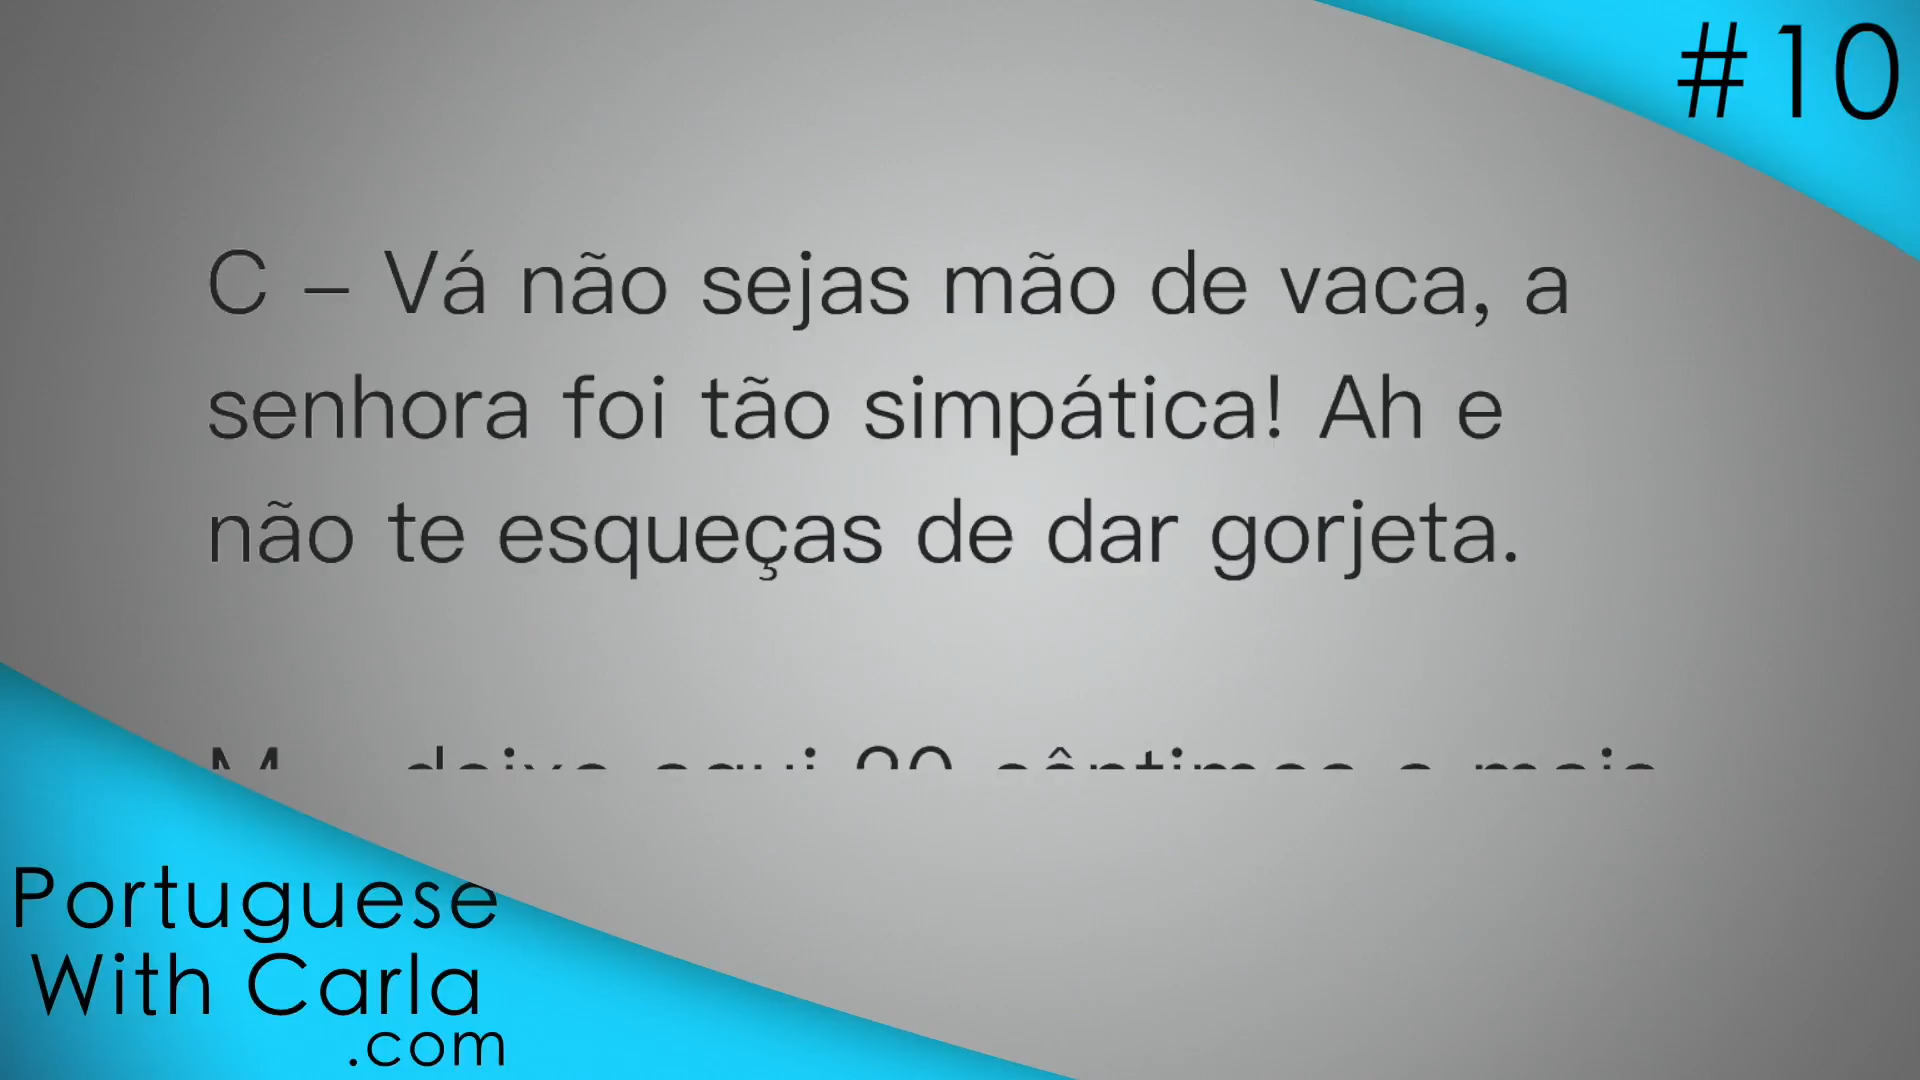 #10
C – Vá não sejas mão de vaca, a
senhora foi tão simpática! Ah e
não te esqueças de dar gorjeta.
Portuguese
With Carla
.com